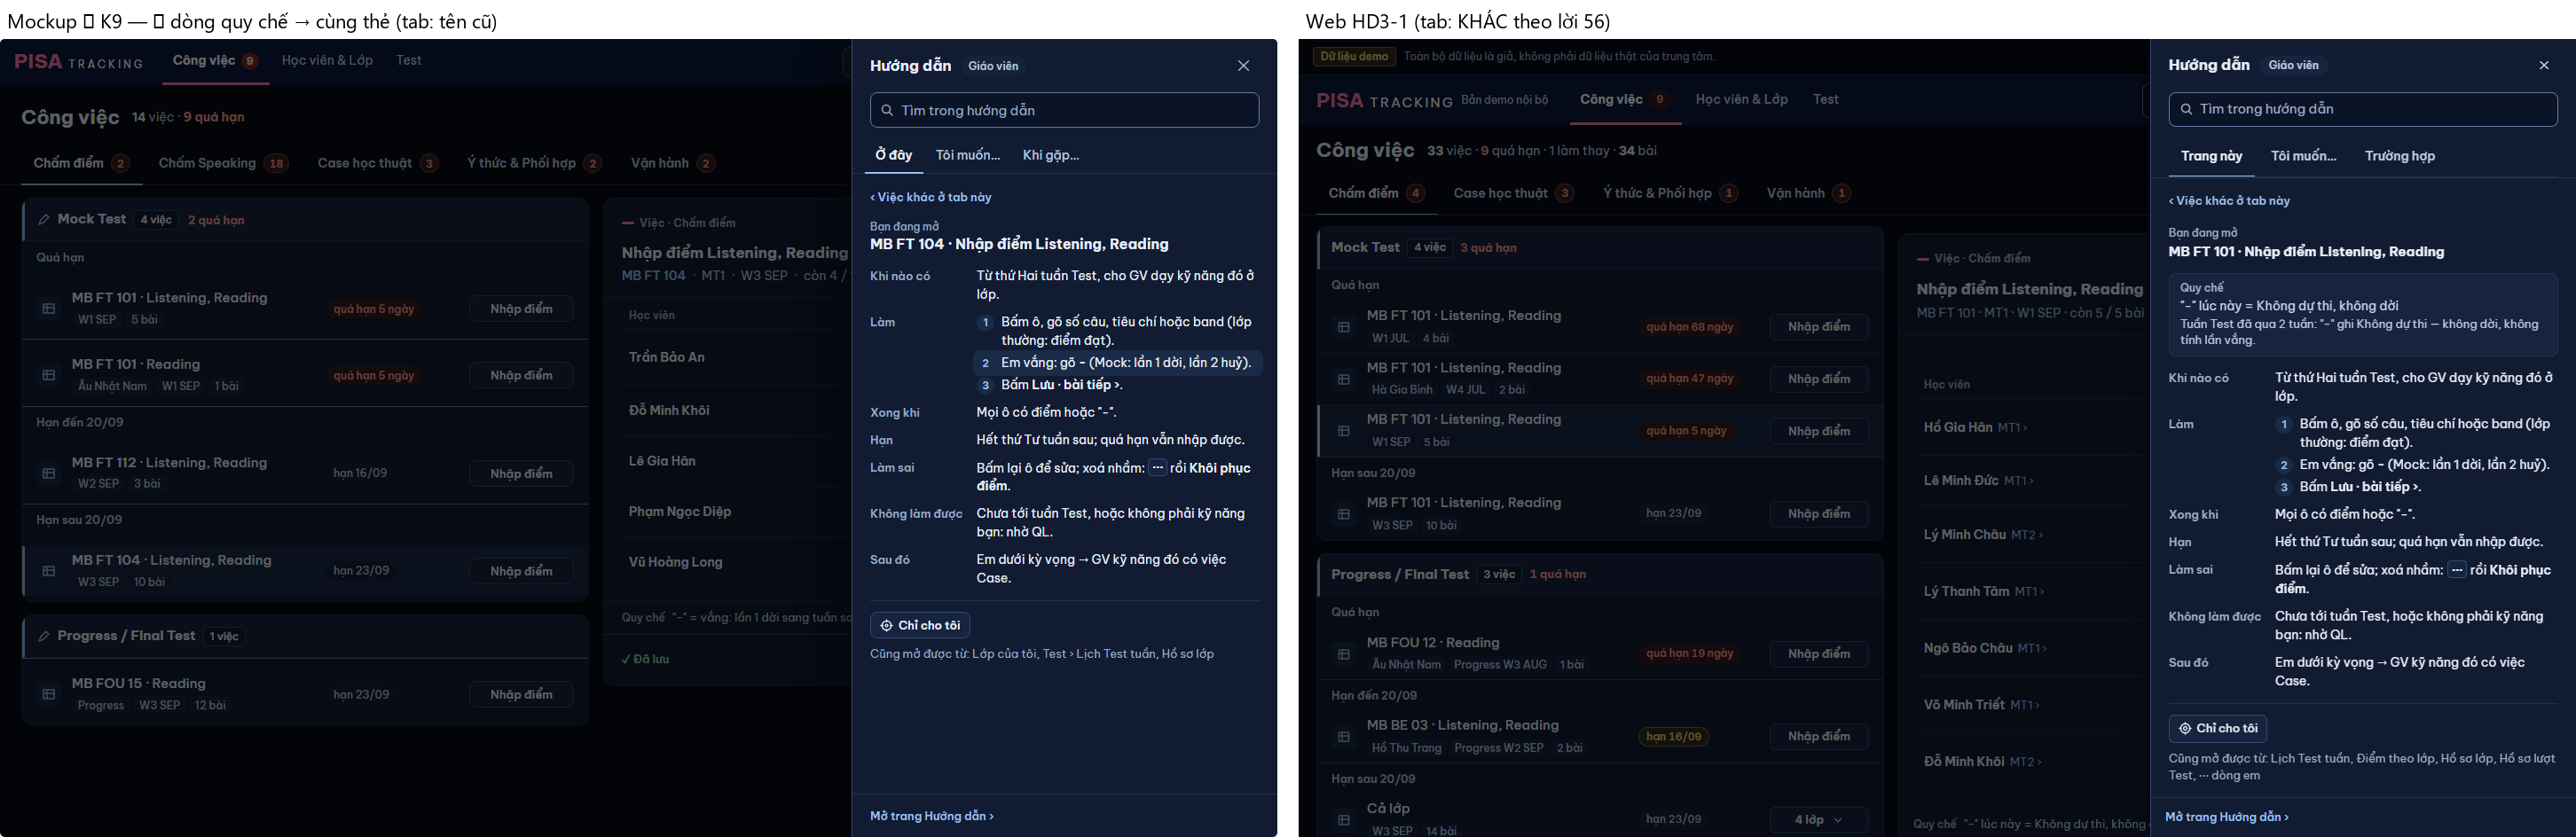 Mockup K9 — dòng quy chế → cùng thẻ (tab: tên cũ)
PISA TRACKING
Công việc 9
Học viên & Lớp
Test
Công việc 14 việc · 9 quá hạn
Chấm điểm 2
Chấm Speaking 18
Case học thuật 3
Ý thức & Phối hợp 2
Vận hành 2
Mock Test 4 việc 2 quá hạn
Quá hạn
MB FT 101 · Listening, Reading
W1 SEP 5 bài
quá hạn 5 ngày
Nhập điểm
MB FT 101 · Reading
Âu Nhật Nam W1 SEP 1 bài
quá hạn 5 ngày
Nhập điểm
Hạn đến 20/09
MB FT 112 · Listening, Reading
W2 SEP 3 bài
hạn 16/09
Nhập điểm
Hạn sau 20/09
MB FT 104 · Listening, Reading
W3 SEP 10 bài
hạn 23/09
Nhập điểm
Progress / FInal Test 1 việc
MB FOU 15 · Reading
Progress W3 SEP 12 bài
hạn 23/09
Nhập điểm
Việc · Chấm điểm
Nhập điểm Listening, Reading
MB FT 104 · MT1 · W3 SEP · còn 4 /
Học viên
Trần Bảo An
Đỗ Minh Khôi
Lê Gia Hân
Phạm Ngọc Diệp
Vũ Hoàng Long
Quy chế "-" = vắng: lần 1 dời sang tuần sa
✓ Đã lưu
Hướng dẫn Giáo viên
Tìm trong hướng dẫn
Ở đây
Tôi muốn...
Khi gặp...
‹ Việc khác ở tab này
Bạn đang mở
MB FT 104 · Nhập điểm Listening, Reading
Khi nào có
Từ thứ Hai tuần Test, cho GV dạy kỹ năng đó ở
lớp.
Làm
1 Bấm ô, gõ số câu, tiêu chí hoặc band (lớp
thường: điểm đạt).
2 Em vắng: gõ - (Mock: lần 1 dời, lần 2 huỷ).
3 Bấm Lưu · bài tiếp ›.
Xong khi
Mọi ô có điểm hoặc "-".
Hạn
Hết thứ Tư tuần sau; quá hạn vẫn nhập được.
Làm sai
Bấm lại ô để sửa; xoá nhầm: ··· rồi Khôi phục
điểm.
Không làm được
Chưa tới tuần Test, hoặc không phải kỹ năng
bạn: nhờ QL.
Sau đó
Em dưới kỳ vọng → GV kỹ năng đó có việc
Case.
Chỉ cho tôi
Cũng mở được từ: Lớp của tôi, Test › Lịch Test tuần, Hồ sơ lớp
Mở trang Hướng dẫn ›
Web HD3-1 (tab: KHÁC theo lời 56)
Dữ liệu demo Toàn bộ dữ liệu là giả, không phải dữ liệu thật của trung tâm.
PISA TRACKING Bản demo nội bộ
Công việc 9
Học viên & Lớp
Test
Công việc 33 việc · 9 quá hạn · 1 làm thay · 34 bài
Chấm điểm 4
Case học thuật 3
Ý thức & Phối hợp 1
Vận hành 1
Mock Test 4 việc 3 quá hạn
Quá hạn
MB FT 101 · Listening, Reading
W1 JUL 4 bài
quá hạn 68 ngày
Nhập điểm
MB FT 101 · Listening, Reading
Hà Gia Bình W4 JUL 2 bài
quá hạn 47 ngày
Nhập điểm
MB FT 101 · Listening, Reading
W1 SEP 5 bài
quá hạn 5 ngày
Nhập điểm
Hạn sau 20/09
MB FT 101 · Listening, Reading
W3 SEP 10 bài
hạn 23/09
Nhập điểm
Progress / FInal Test 3 việc 1 quá hạn
Quá hạn
MB FOU 12 · Reading
Âu Nhật Nam Progress W3 AUG 1 bài
quá hạn 19 ngày
Nhập điểm
Hạn đến 20/09
MB BE 03 · Listening, Reading
Hồ Thu Trang Progress W2 SEP 2 bài
hạn 16/09
Nhập điểm
Hạn sau 20/09
Cả lớp
W3 SEP 14 bài
hạn 23/09
4 lớp
Việc · Chấm điểm
Nhập điểm Listening, Reading
MB FT 101 · MT1 · W1 SEP · còn 5 / 5 bài
Học viên
Hồ Gia Hân MT1 ›
Lê Minh Đức MT1 ›
Lý Minh Châu MT2 ›
Lý Thanh Tâm MT1 ›
Ngô Bảo Châu MT1 ›
Võ Minh Triết MT1 ›
Đỗ Minh Khôi MT2 ›
Quy chế "-" lúc này = Không dự thi, không
Hướng dẫn Giáo viên
Tìm trong hướng dẫn
Trang này
Tôi muốn...
Trường hợp
‹ Việc khác ở tab này
Bạn đang mở
MB FT 101 · Nhập điểm Listening, Reading
Quy chế
"-" lúc này = Không dự thi, không dời
Tuần Test đã qua 2 tuần: "-" ghi Không dự thi — không dời, không
tính lần vắng.
Khi nào có
Từ thứ Hai tuần Test, cho GV dạy kỹ năng đó ở
lớp.
Làm
1 Bấm ô, gõ số câu, tiêu chí hoặc band (lớp
thường: điểm đạt).
2 Em vắng: gõ - (Mock: lần 1 dời, lần 2 huỷ).
3 Bấm Lưu · bài tiếp ›.
Xong khi
Mọi ô có điểm hoặc "-".
Hạn
Hết thứ Tư tuần sau; quá hạn vẫn nhập được.
Làm sai
Bấm lại ô để sửa; xoá nhầm: ··· rồi Khôi phục
điểm.
Không làm được
Chưa tới tuần Test, hoặc không phải kỹ năng
bạn: nhờ QL.
Sau đó
Em dưới kỳ vọng → GV kỹ năng đó có việc
Case.
Chỉ cho tôi
Cũng mở được từ: Lịch Test tuần, Điểm theo lớp, Hồ sơ lớp, Hồ sơ lượt
Test, ··· dòng em
Mở trang Hướng dẫn ›